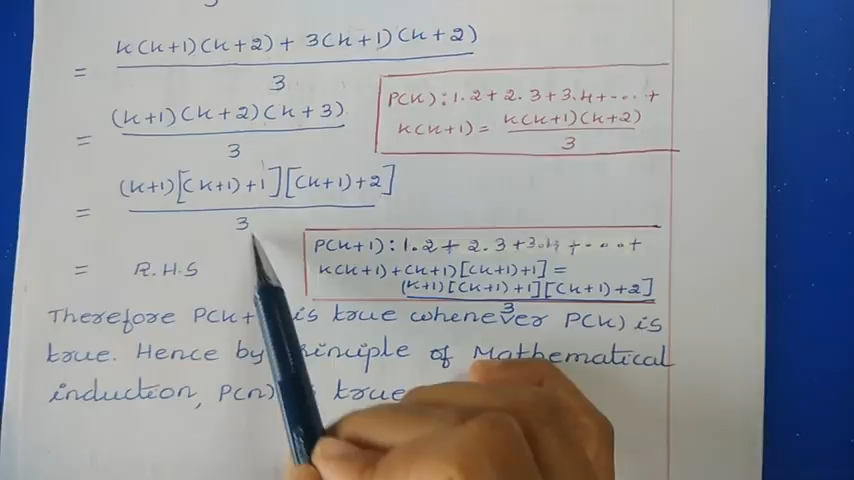 k(k+1)(k+2) + 3(k+1)(k+2)
= 3
(k+1)(k+2)(k+3)
= 3
P(k) : 1.2 + 2.3 + 3.4 + .... +
k(k+1) = k(k+1)(k+2)
3
(k+1)[(k+1)+1][(k+1)+2]
= 3
= R.H.S
P(k+1) : 1.2 + 2.3 + 3.4 + .... +
k(k+1) + (k+1)[(k+1)+1] =
(k+1)[(k+1)+1][(k+1)+2]
3
Therefore P(k+ is true whenever P(k) is
true. Hence by principle of Mathematical
induction, P(n) is true